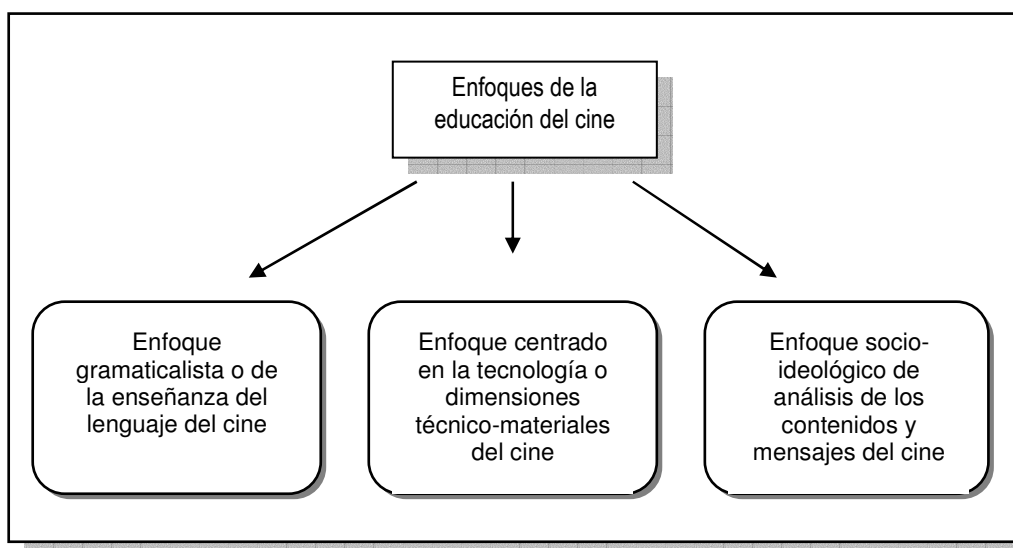 Enfoques de la
educación del cine
Enfoque
gramaticalista o de
la enseñanza del
lenguaje del cine
Enfoque centrado
en la tecnología o
dimensiones
técnico-materiales
del cine
Enfoque socio-
ideológico de
análisis de los
contenidos y
mensajes del cine